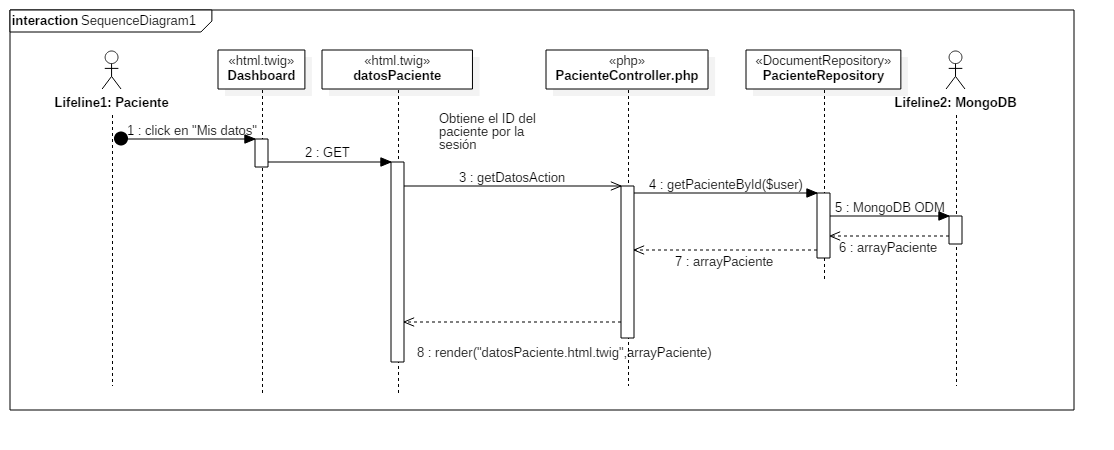 interaction SequenceDiagram1
«html.twig»
Dashboard
«html.twig»
datosPaciente
«php»
PacienteController.php
«DocumentRepository»
PacienteRepository
Lifeline1: Paciente
Lifeline2: MongoDB
Obtiene el ID del
paciente por la
sesión
1 : click en "Mis datos"
2 : GET
3 : getDatosAction
4 : getPacienteById($user)
5 : MongoDB ODM
6 : arrayPaciente
7 : arrayPaciente
8 : render("datosPaciente.html.twig",arrayPaciente)